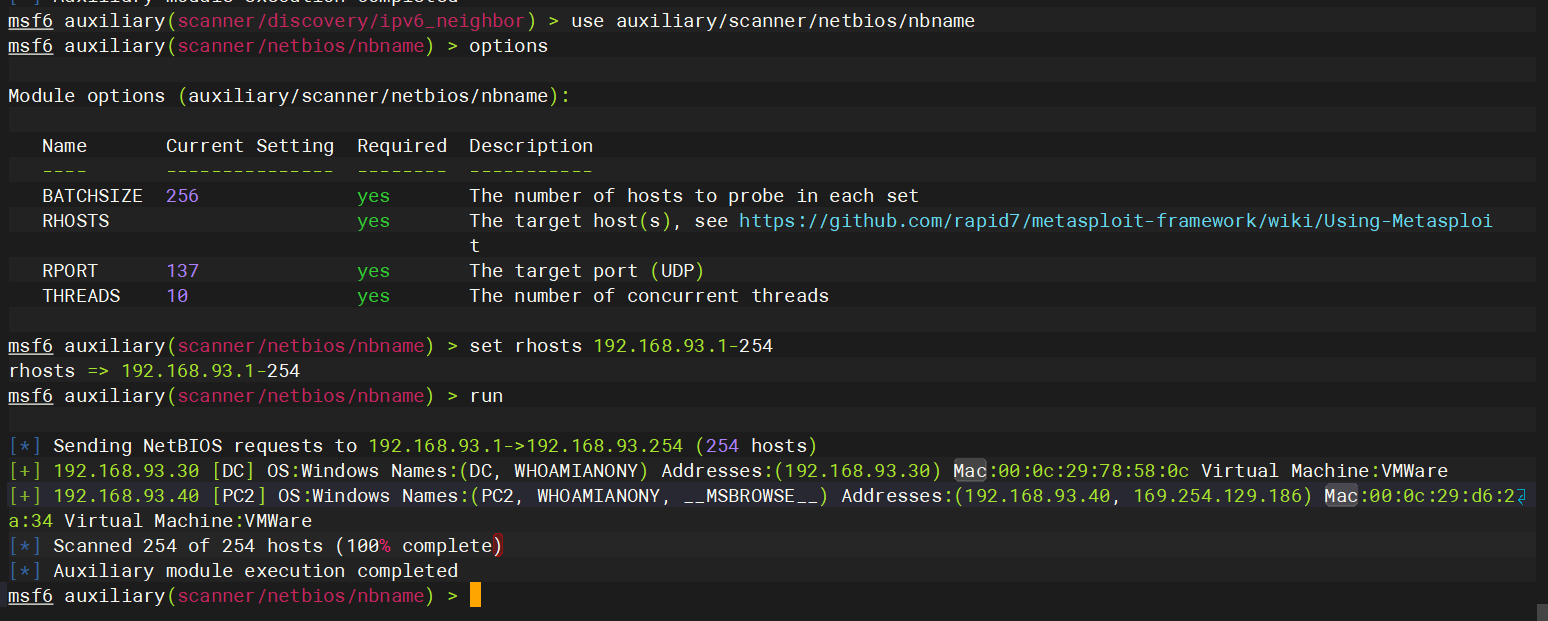 [*] Auxiliary module execution completed
msf6 auxiliary(scanner/discovery/ipv6_neighbor) > use auxiliary/scanner/netbios/nbname
msf6 auxiliary(scanner/netbios/nbname) > options
Module options (auxiliary/scanner/netbios/nbname):
Name Current Setting Required Description
---- --------------- -------- -----------
BATCHSIZE 256 yes The number of hosts to probe in each set
RHOSTS yes The target host(s), see https://github.com/rapid7/metasploit-framework/wiki/Using-Metasploi
t
RPORT 137 yes The target port (UDP)
THREADS 10 yes The number of concurrent threads
msf6 auxiliary(scanner/netbios/nbname) > set rhosts 192.168.93.1-254
rhosts => 192.168.93.1-254
msf6 auxiliary(scanner/netbios/nbname) > run
[*] Sending NetBIOS requests to 192.168.93.1->192.168.93.254 (254 hosts)
[+] 192.168.93.30 [DC] OS:Windows Names:(DC, WHOAMIANONY) Addresses:(192.168.93.30) Mac:00:0c:29:78:58:0c Virtual Machine:VMWare
[+] 192.168.93.40 [PC2] OS:Windows Names:(PC2, WHOAMIANONY, __MSBROWSE__) Addresses:(192.168.93.40, 169.254.129.186) Mac:00:0c:29:d6:2
a:34 Virtual Machine:VMWare
[*] Scanned 254 of 254 hosts (100% complete)
[*] Auxiliary module execution completed
msf6 auxiliary(scanner/netbios/nbname) >